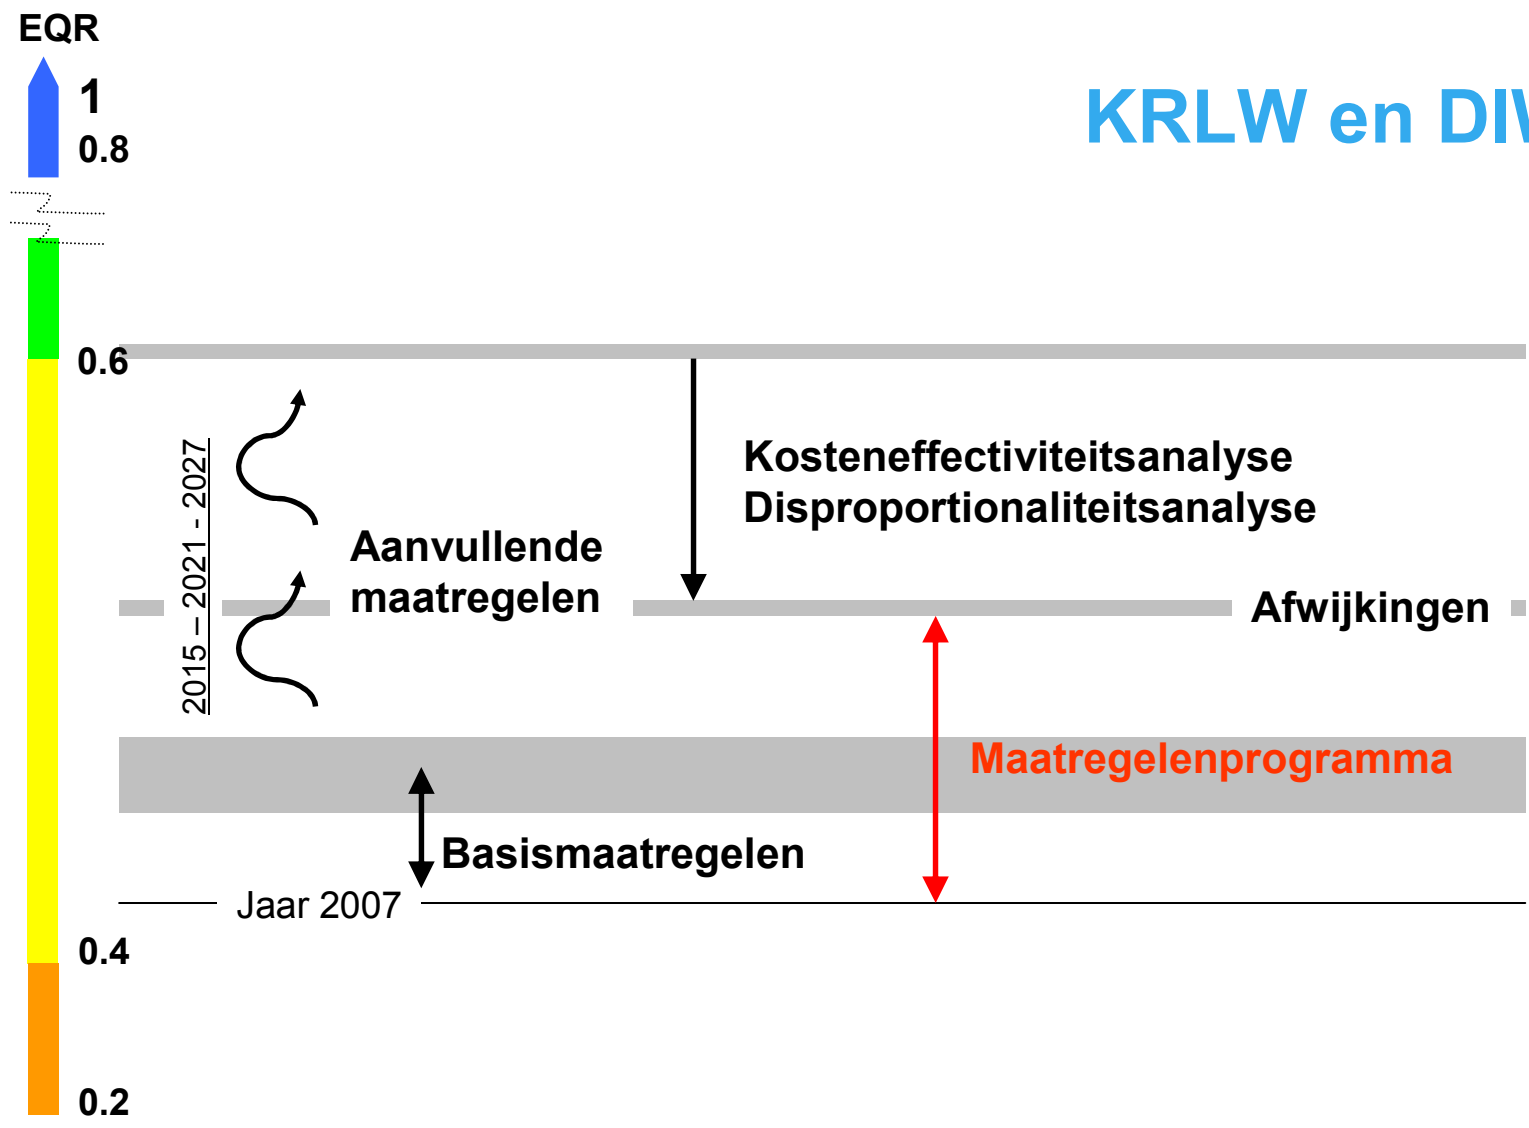 EQR
1
KRLW en DI
0.8
0.6
2015 – 2021 - 2027
Kosteneffectiviteitsanalyse
Disproportionaliteitsanalyse
Aanvullende
maatregelen
Afwijkingen
Maatregelenprogramma
Basismaatregelen
Jaar 2007
0.4
0.2